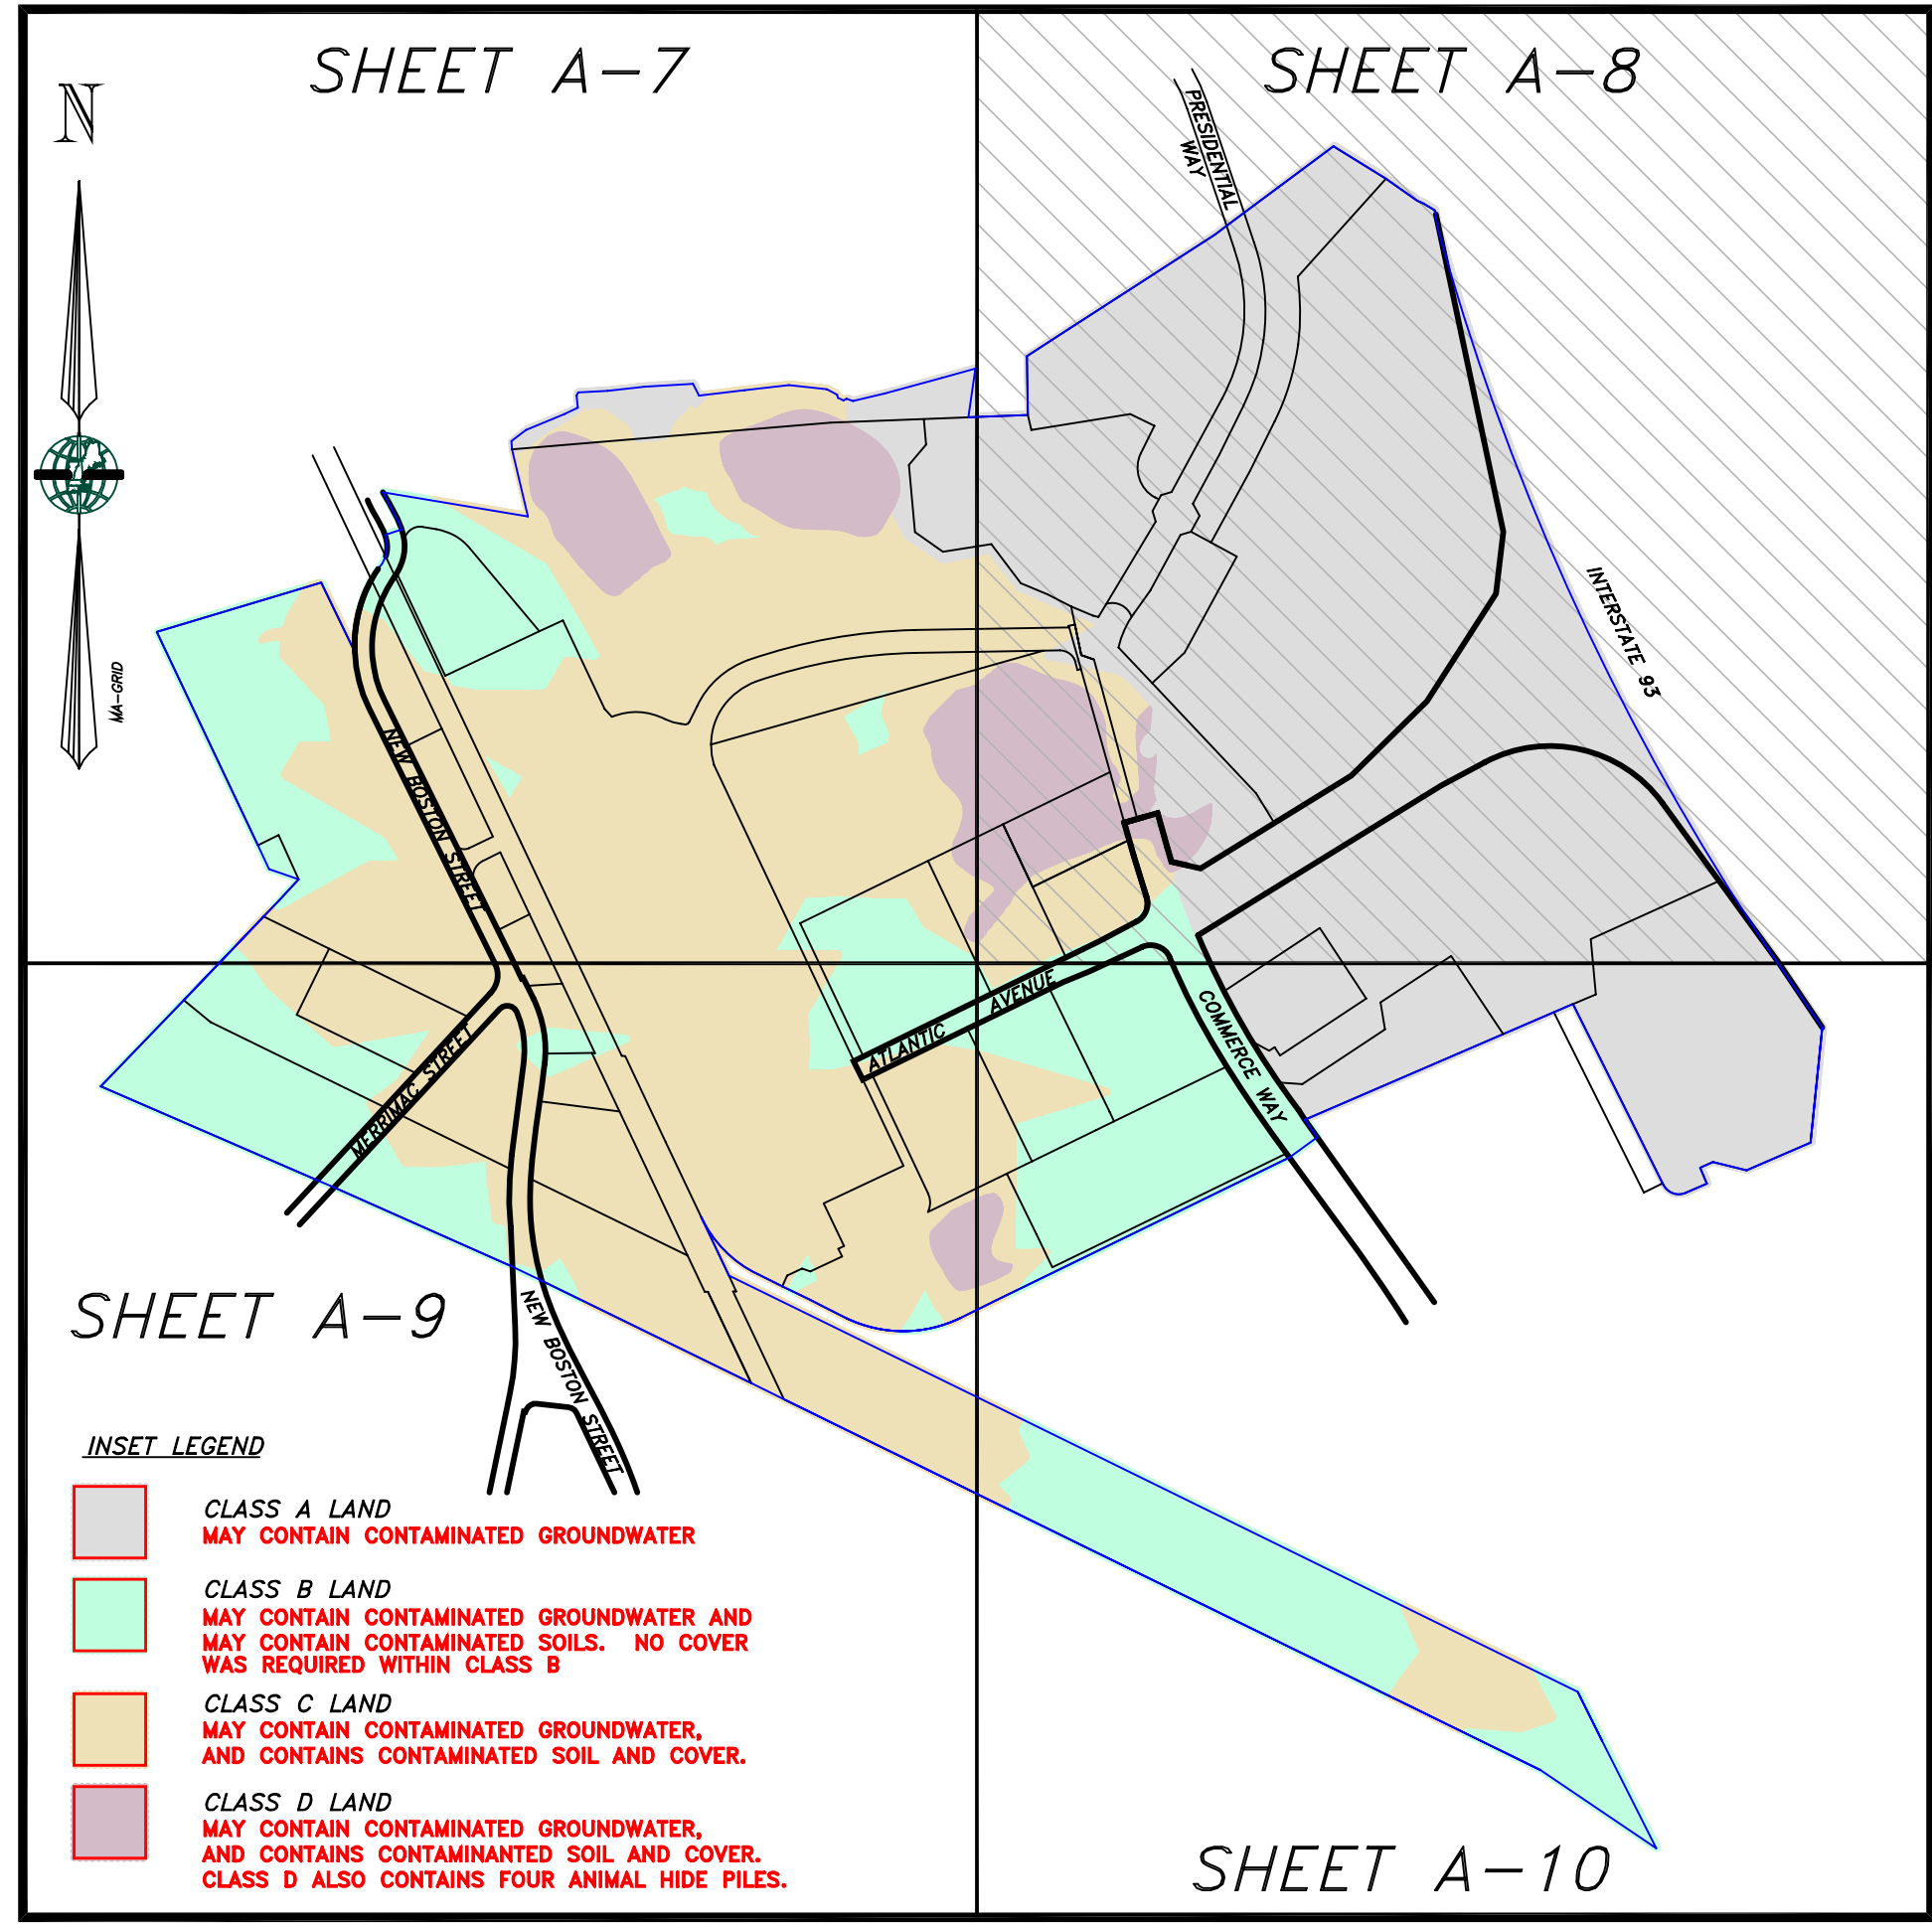 SHEET A-7
SHEET A-8
N
PRESIDENTIAL
WAY
INTERSTATE 93
MA-GRID
NEW BOSTON STREET
ATLANTIC AVENUE
COMMERCE WAY
MERRIMAC STREET
SHEET A-9
NEW BOSTON STREET
INSET LEGEND
CLASS A LAND
MAY CONTAIN CONTAMINATED GROUNDWATER
CLASS B LAND
MAY CONTAIN CONTAMINATED GROUNDWATER AND
MAY CONTAIN CONTAMINATED SOILS. NO COVER
WAS REQUIRED WITHIN CLASS B
CLASS C LAND
MAY CONTAIN CONTAMINATED GROUNDWATER,
AND CONTAINS CONTAMINATED SOIL AND COVER.
CLASS D LAND
MAY CONTAIN CONTAMINATED GROUNDWATER,
AND CONTAINS CONTAMINANTED SOIL AND COVER.
CLASS D ALSO CONTAINS FOUR ANIMAL HIDE PILES.
SHEET A-10